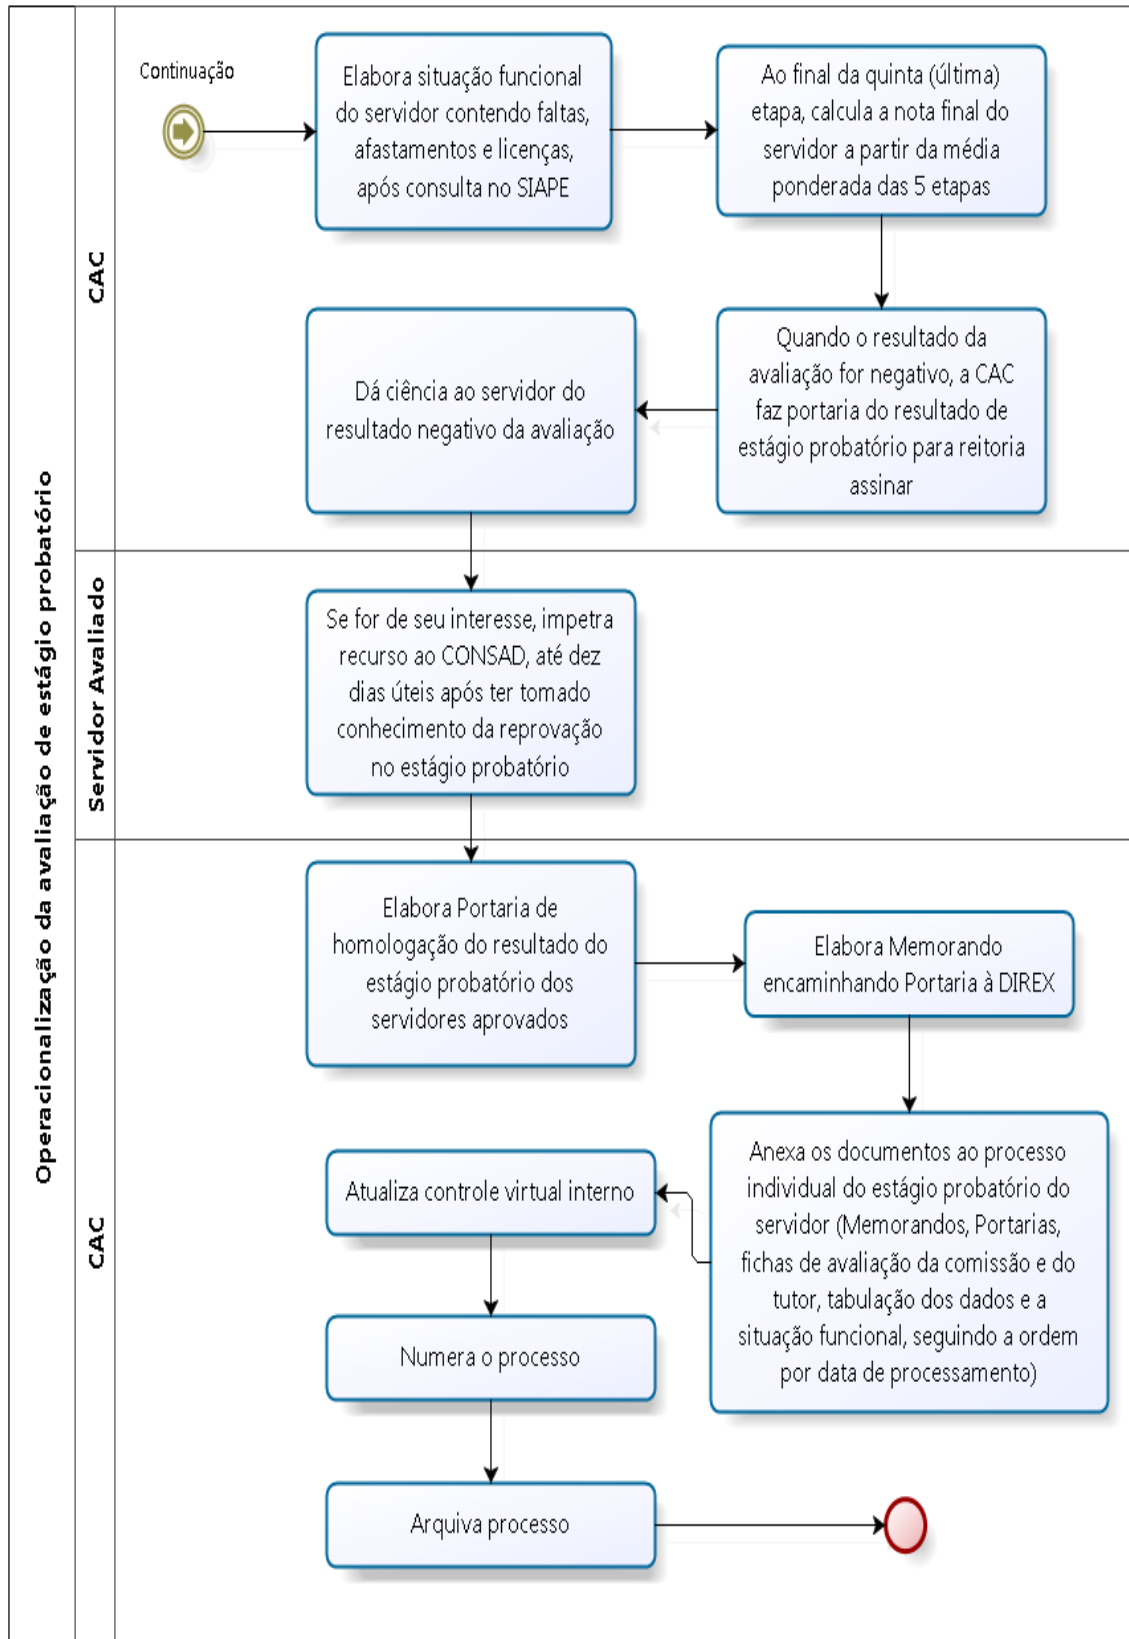 Operacionalização da avaliação de estágio probatório
CAC
Continuação
Elabora situação funcional
do servidor contendo faltas,
afastamentos e licenças,
após consulta no SIAPE
Ao final da quinta (última)
etapa, calcula a nota final do
servidor a partir da média
ponderada das 5 etapas
Quando o resultado da
avaliação for negativo, a CAC
faz portaria do resultado de
estágio probatório para reitoria
assinar
Dá ciência ao servidor do
resultado negativo da avaliação
Servidor Avaliado
Se for de seu interesse, impetra
recurso ao CONSAD, até dez
dias úteis após ter tomado
conhecimento da reprovação
no estágio probatório
CAC
Elabora Portaria de
homologação do resultado do
estágio probatório dos
servidores aprovados
Elabora Memorando
encaminhando Portaria à DIREX
Anexa os documentos ao processo
individual do estágio probatório do
servidor (Memorandos, Portarias,
fichas de avaliação da comissão e do
tutor, tabulação dos dados e a
situação funcional, seguindo a ordem
por data de processamento)
Atualiza controle virtual interno
Numera o processo
Arquiva processo